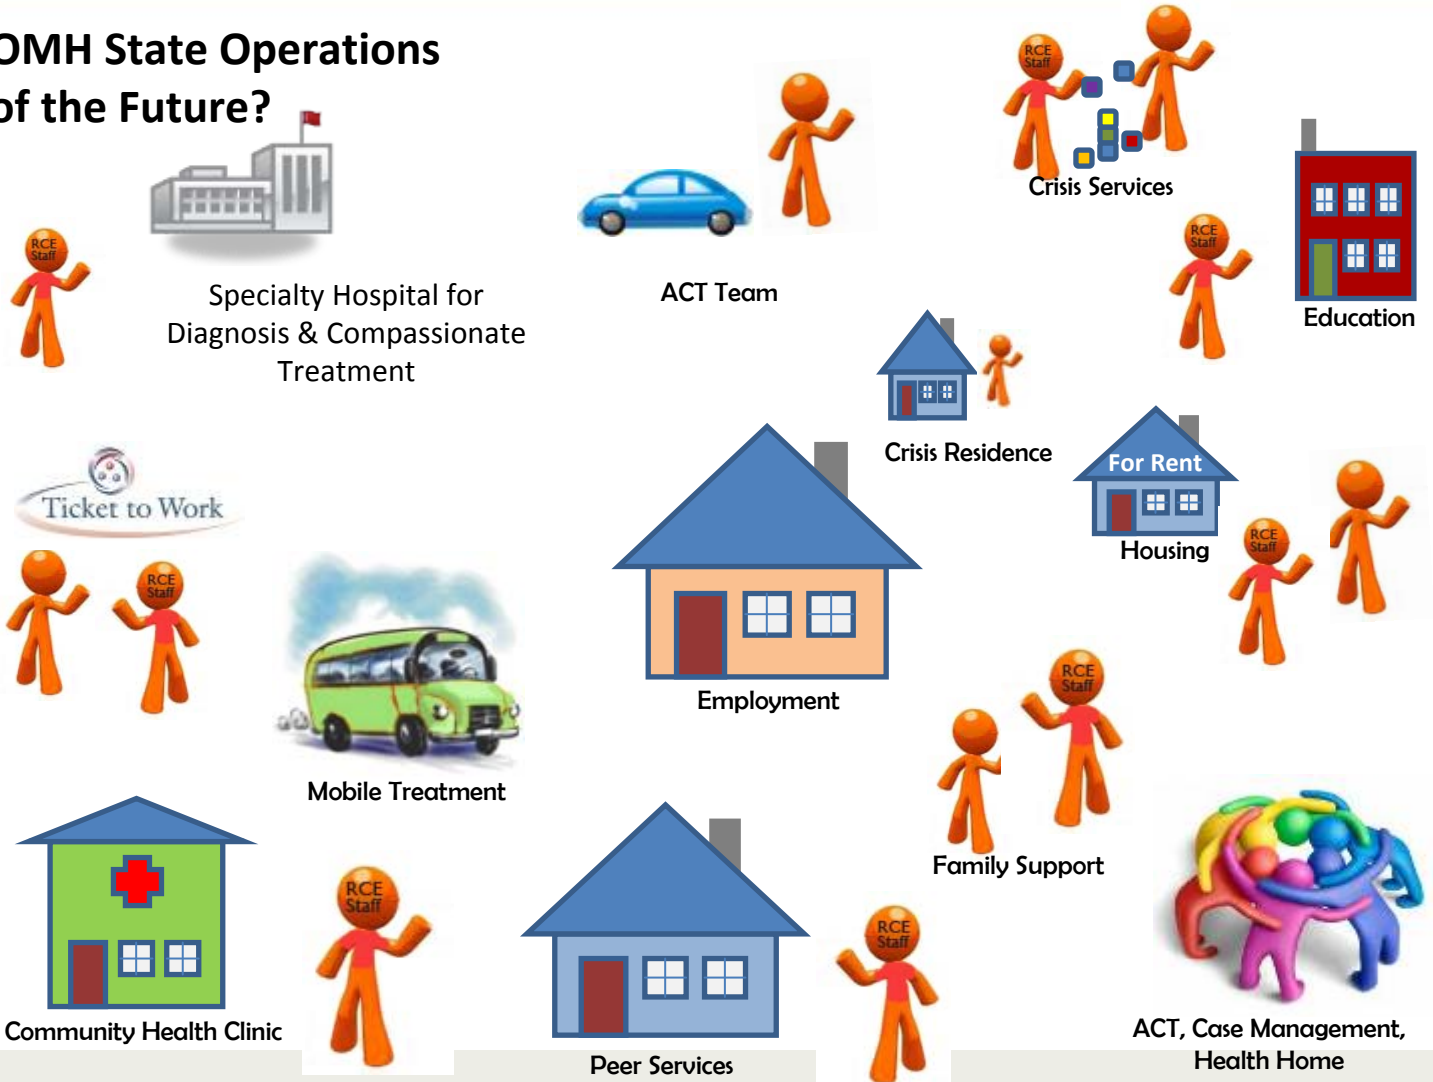 OMH State Operations
of the Future?
RCE
Staff
Crisis Services
RCE
Staff
Specialty Hospital for
Diagnosis & Compassionate
Treatment
ACT Team
RCE
Staff
Education
Crisis Residence
For Rent
Housing
Ticket to Work
RCE
Staff
RCE
Staff
Employment
Mobile Treatment
RCE
Staff
Family Support
Community Health Clinic
RCE
Staff
Peer Services
RCE
Staff
ACT, Case Management,
Health Home